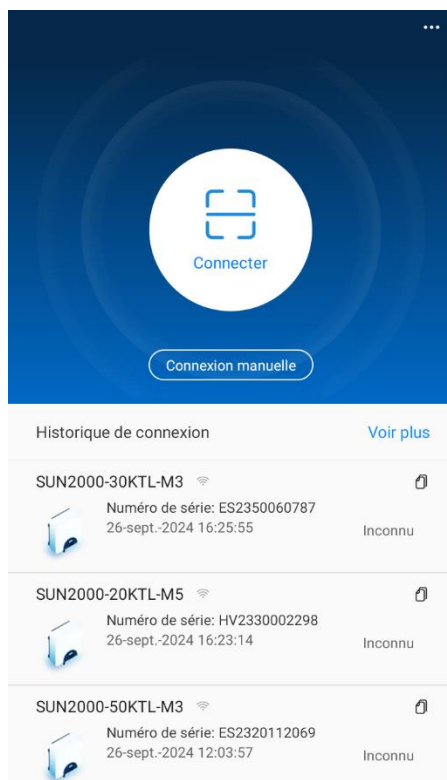 Connecter
Connexion manuelle
Historique de connexion Voir plus
SUN2000-30KTL-M3
Numéro de série: ES2350060787
26-sept.-2024 16:25:55
Inconnu
SUN2000-20KTL-M5
Numéro de série: HV2330002298
26-sept.-2024 16:23:14
Inconnu
SUN2000-50KTL-M3
Numéro de série: ES2320112069
26-sept.-2024 12:03:57
Inconnu